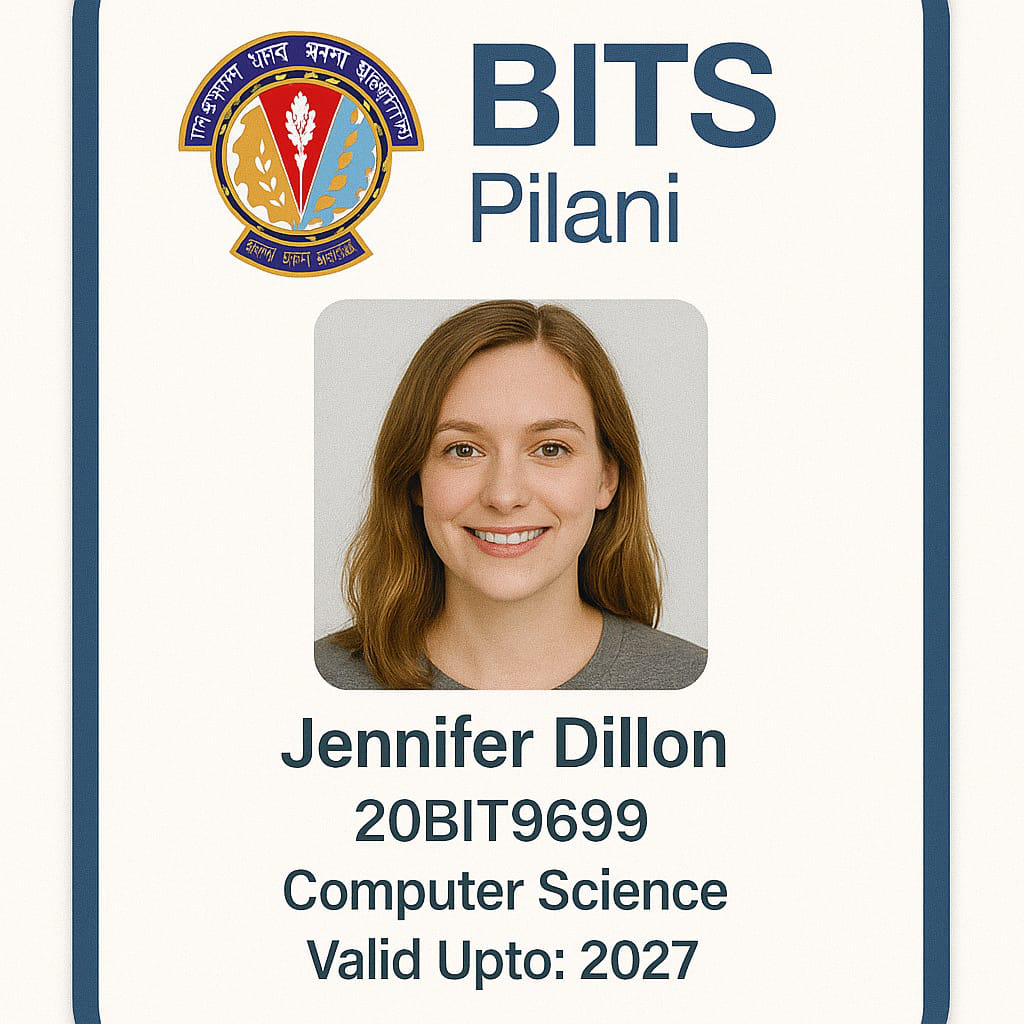 BITS
Pilani
Jennifer Dillon
20BIT9699
Computer Science
Valid Upto: 2027